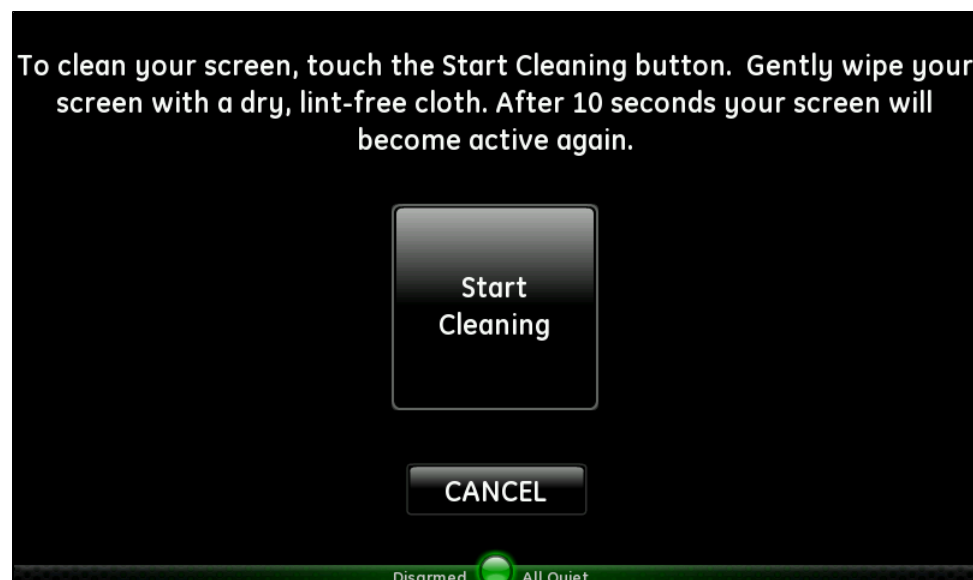 To clean your screen, touch the Start Cleaning button.  Gently wipe your
screen with a dry, lint-free cloth. After 10 seconds your screen will
become active again.
Start
Cleaning
CANCEL
Disarmed All Quiet